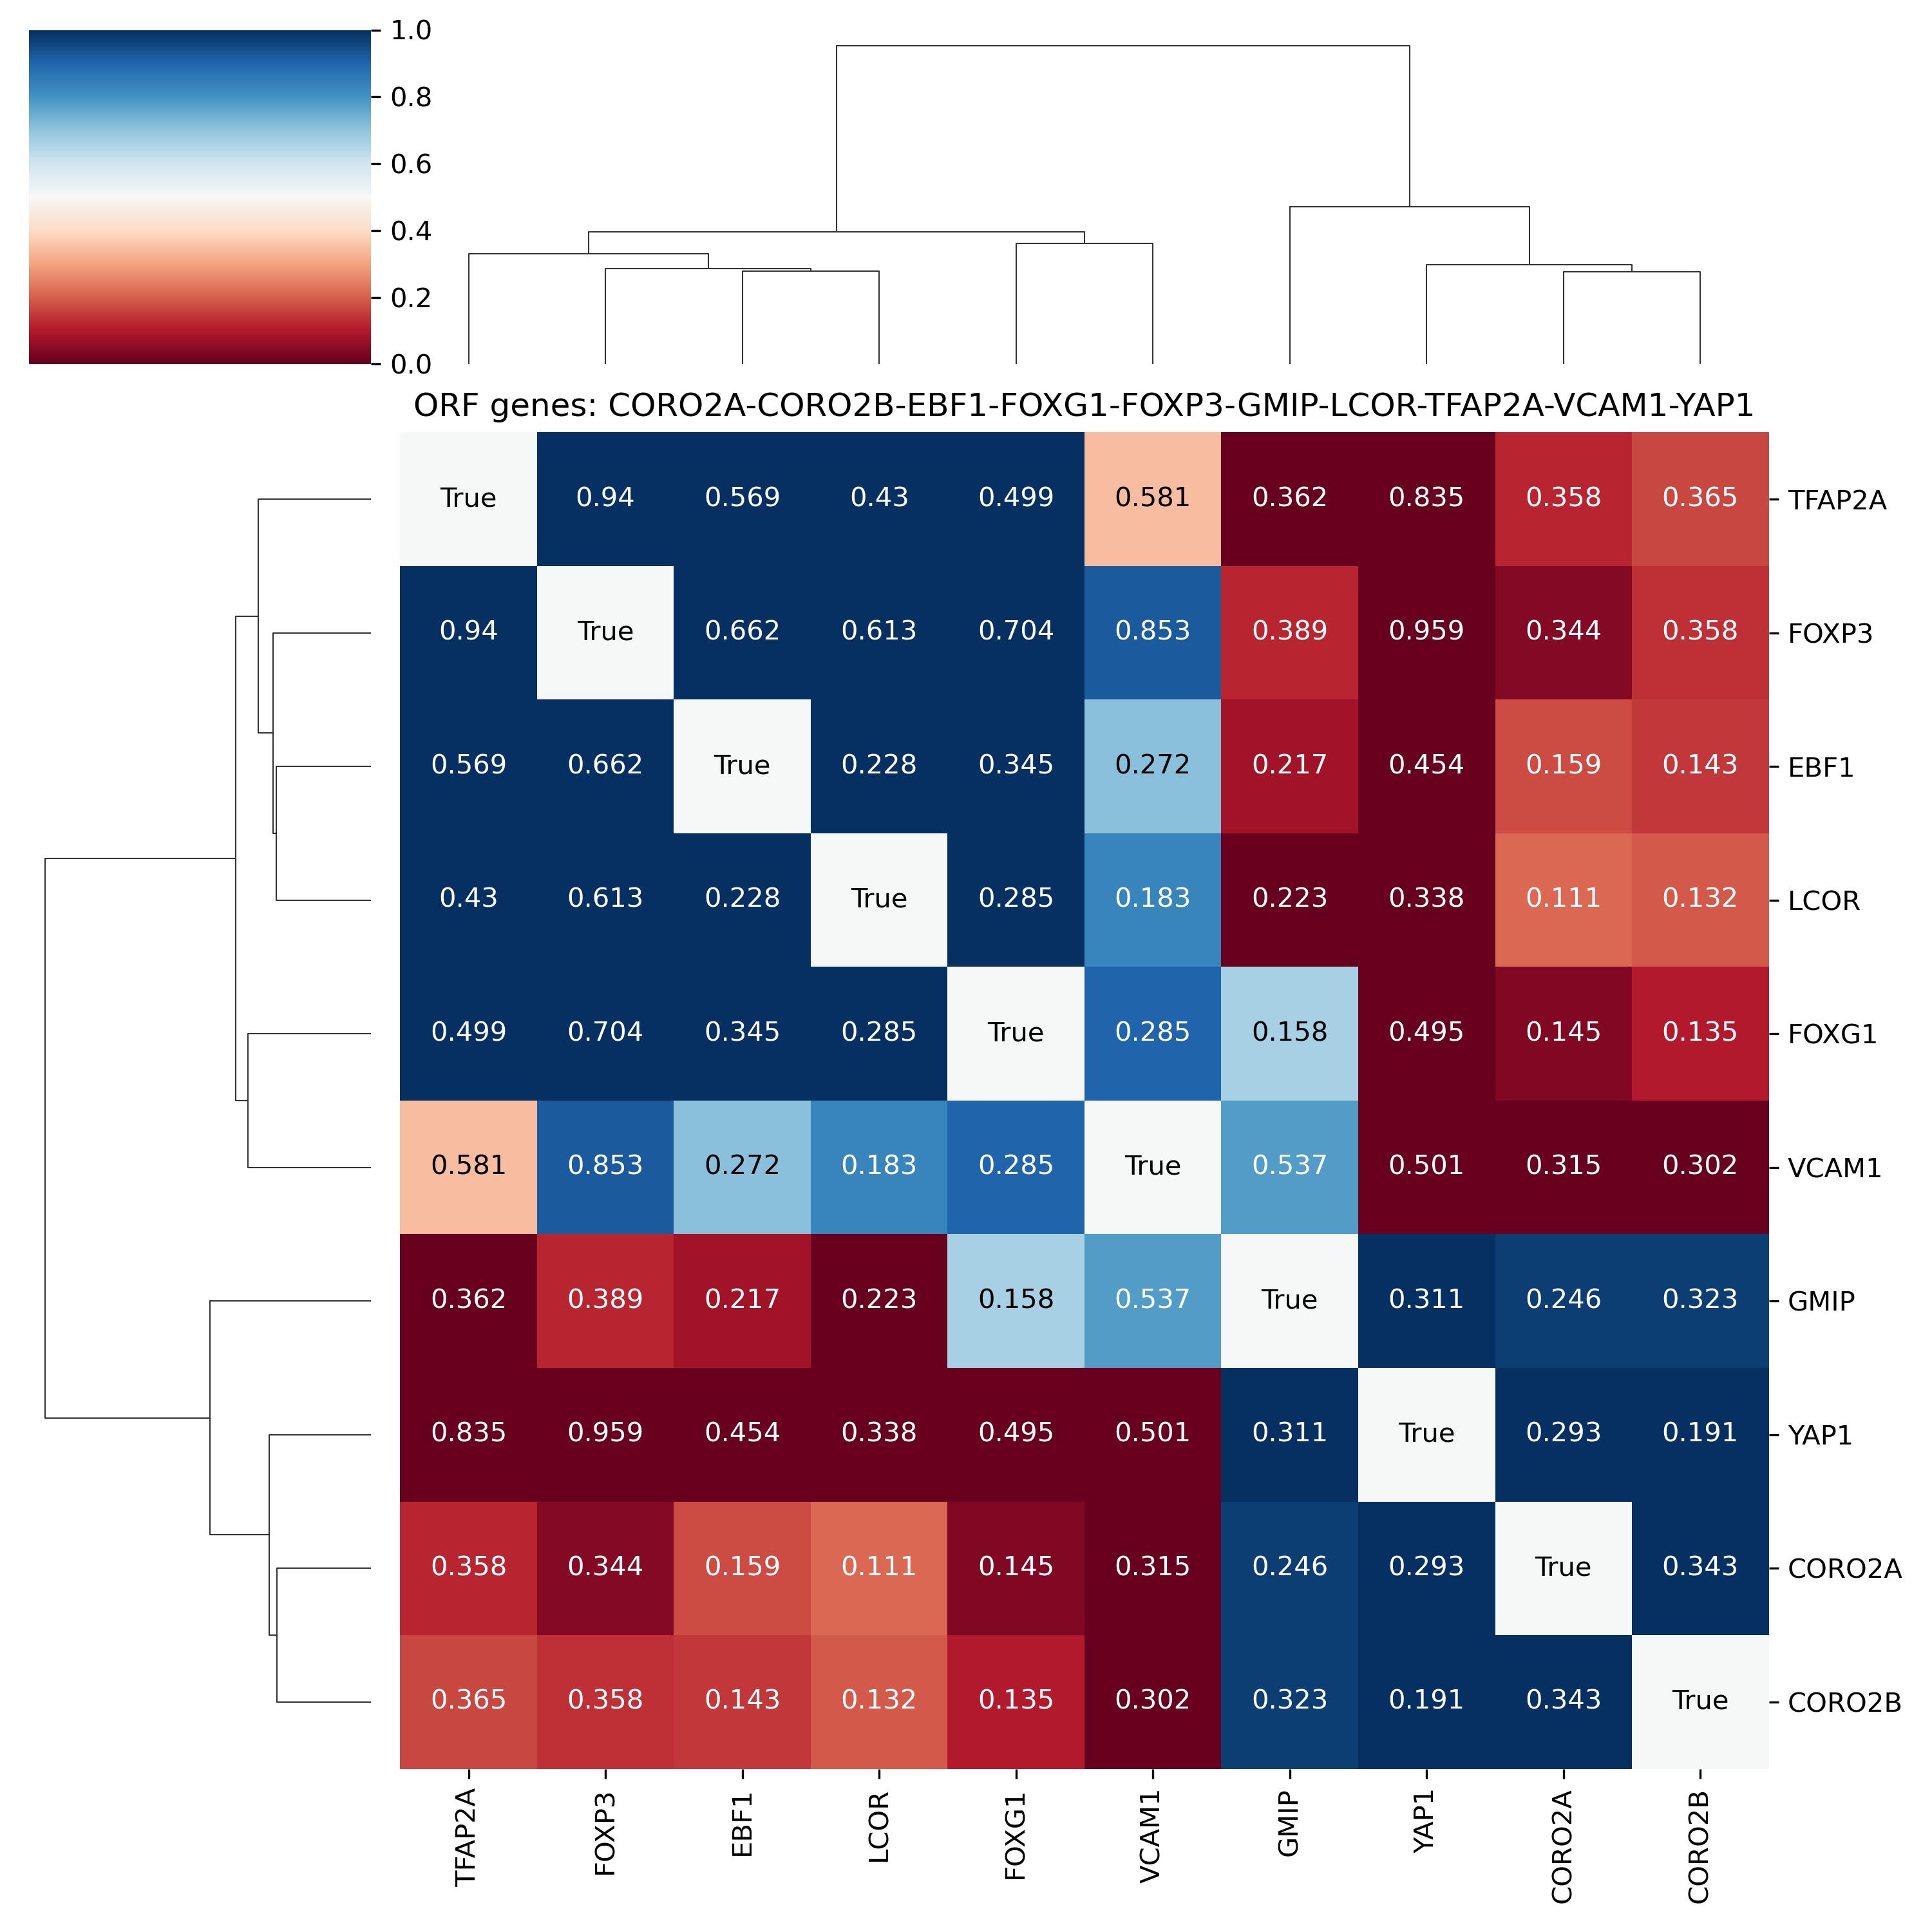 1.0
0.8
0.6
0.4
0.2
0.0
ORF genes: CORO2A-CORO2B-EBF1-FOXG1-FOXP3-GMIP-LCOR-TFAP2A-VCAM1-YAP1
True 0.94 0.569 0.43 0.499 0.581 0.362 0.835 0.358 0.365 TFAP2A
0.94 True 0.662 0.613 0.704 0.853 0.389 0.959 0.344 0.358 FOXP3
0.569 0.662 True 0.228 0.345 0.272 0.217 0.454 0.159 0.143 EBF1
0.43 0.613 0.228 True 0.285 0.183 0.223 0.338 0.111 0.132 LCOR
0.499 0.704 0.345 0.285 True 0.285 0.158 0.495 0.145 0.135 FOXG1
0.581 0.853 0.272 0.183 0.285 True 0.537 0.501 0.315 0.302 VCAM1
0.362 0.389 0.217 0.223 0.158 0.537 True 0.311 0.246 0.323 GMIP
0.835 0.959 0.454 0.338 0.495 0.501 0.311 True 0.293 0.191 YAP1
0.358 0.344 0.159 0.111 0.145 0.315 0.246 0.293 True 0.343 CORO2A
0.365 0.358 0.143 0.132 0.135 0.302 0.323 0.191 0.343 True CORO2B
TFAP2A FOXP3 EBF1 LCOR FOXG1 VCAM1 GMIP YAP1 CORO2A CORO2B